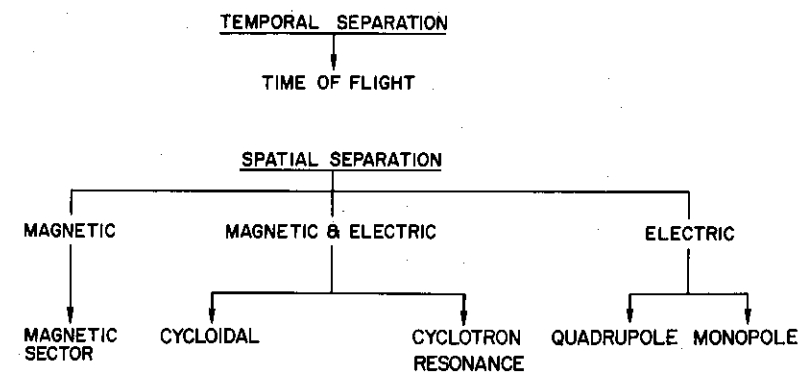 TEMPORAL SEPARATION
TIME OF FLIGHT
SPATIAL SEPARATION
MAGNETIC
MAGNETIC & ELECTRIC
ELECTRIC
MAGNETIC
SECTOR
CYCLOIDAL
CYCLOTRON
RESONANCE
QUADRUPOLE
MONOPOLE